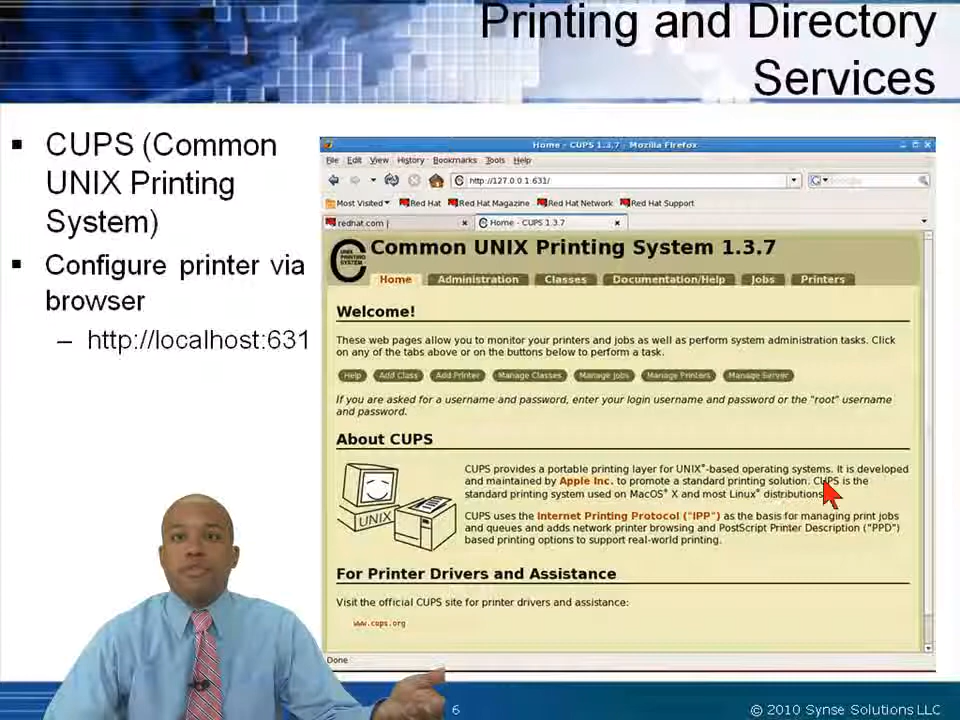 Printing and Directory
Services
▪ CUPS (Common
UNIX Printing
System)
▪ Configure printer via
browser
– http://localhost:631
Home - CUPS 1.3.7 - Mozilla Firefox
File Edit View History Bookmarks Tools Help
http://127.0.0.1:631/
Google
Most Visited Red Hat Red Hat Magazine Red Hat Network Red Hat Support
redhat.com | Home - CUPS 1.3.7
UNIX PRINTING SYSTEM
Common UNIX Printing System 1.3.7
Home Administration Classes Documentation/Help Jobs Printers
Welcome!
These web pages allow you to monitor your printers and jobs as well as perform system administration tasks. Click
on any of the tabs above or on the buttons below to perform a task.
Help Add Class Add Printer Manage Classes Manage Jobs Manage Printers Manage Server
If you are asked for a username and password, enter your login username and password or the "root" username
and password.
About CUPS
CUPS provides a portable printing layer for UNIX®-based operating systems. It is developed
and maintained by Apple Inc. to promote a standard printing solution. CUPS is the
standard printing system used on MacOS® X and most Linux® distributions.
UNIX
CUPS uses the Internet Printing Protocol ("IPP") as the basis for managing print jobs
and queues and adds network printer browsing and PostScript Printer Description ("PPD")
based printing options to support real-world printing.
For Printer Drivers and Assistance
Visit the official CUPS site for printer drivers and assistance:
www.cups.org
Done
6
© 2010 Synse Solutions LLC